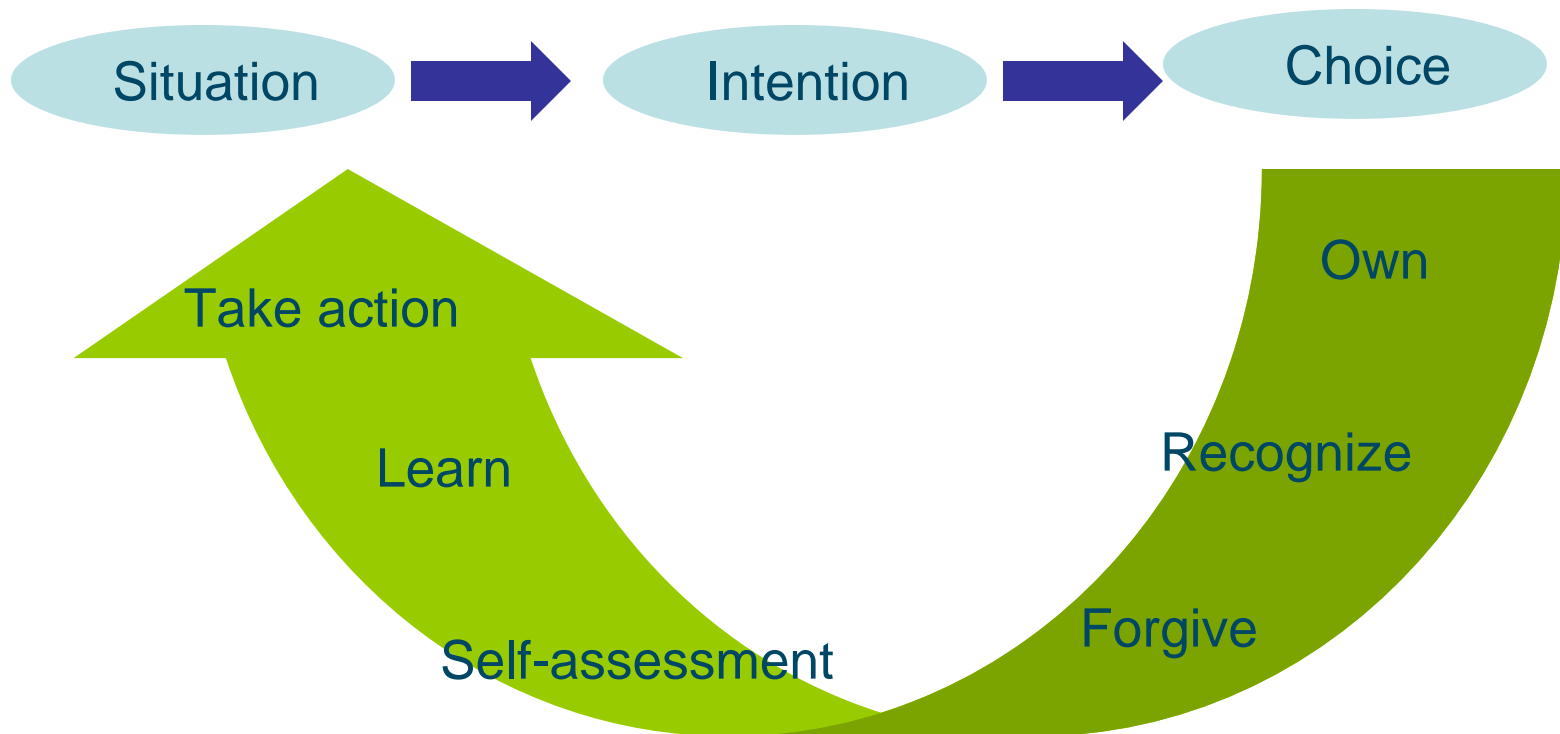 Situation
Intention
Choice
Own
Recognize
Forgive
Self-assessment
Learn
Take action